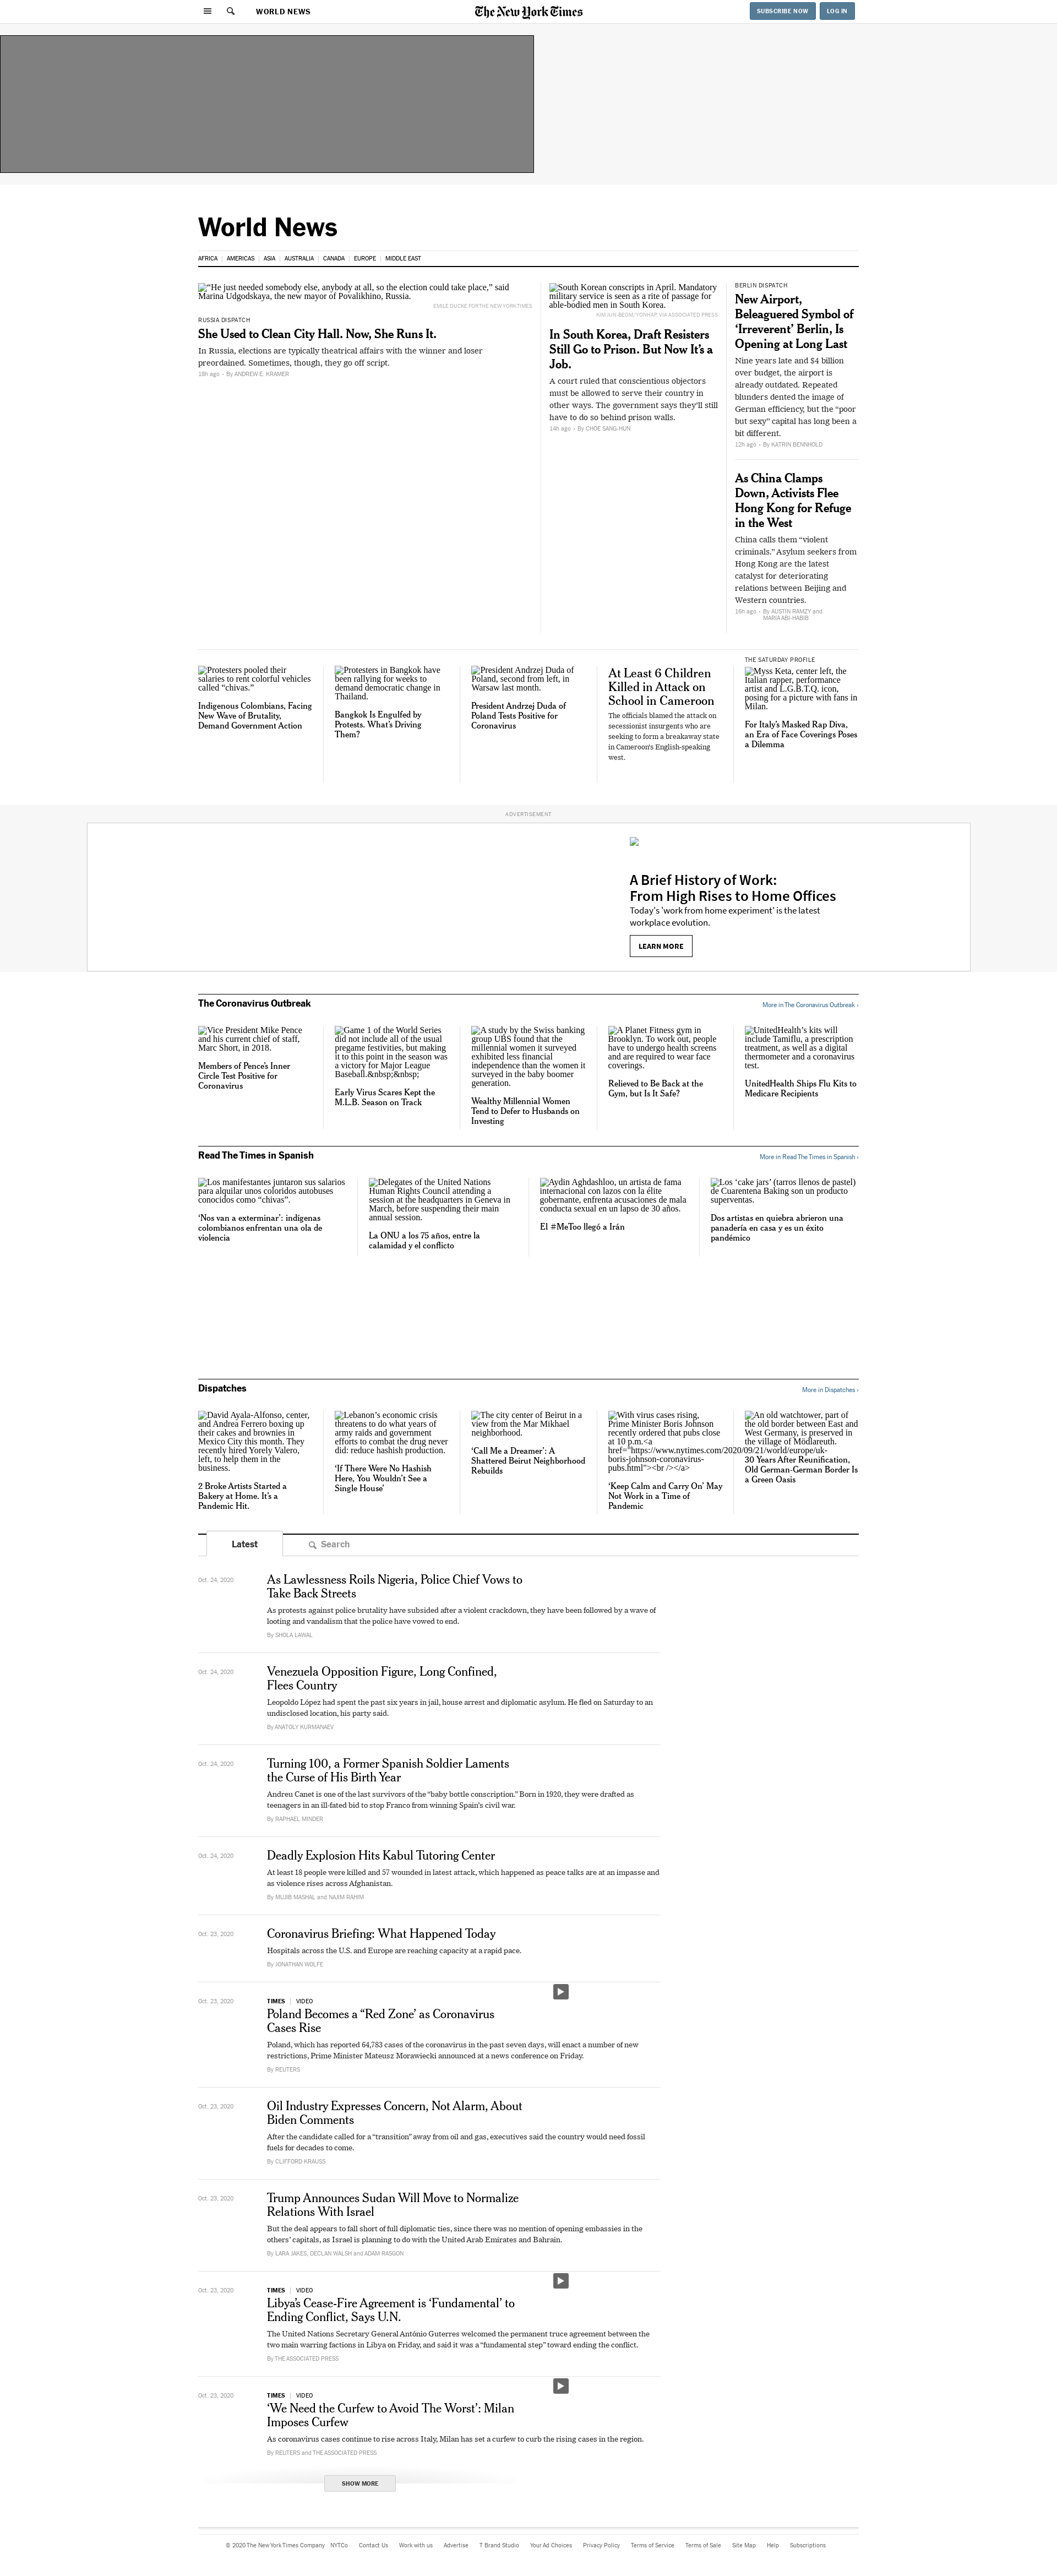 WORLD NEWS
The New York Times
SUBSCRIBE NOW
LOG IN
World News
AFRICA
AMERICAS
ASIA
AUSTRALIA
CANADA
EUROPE
MIDDLE EAST
“He just needed somebody else, anybody at all, so the election could take place,” said
Marina Udgodskaya, the new mayor of Povalikhino, Russia.
EMILE DUCKE FOR THE NEW YORK TIMES
RUSSIA DISPATCH
She Used to Clean City Hall. Now, She Runs It.
In Russia, elections are typically theatrical affairs with the winner and loser
preordained. Sometimes, though, they go off script.
18h ago - By ANDREW E. KRAMER
South Korean conscripts in April. Mandatory
military service is seen as a rite of passage for
able-bodied men in South Korea.
KIM JUN-BEOM/YONHAP, VIA ASSOCIATED PRESS
In South Korea, Draft Resisters
Still Go to Prison. But Now It’s a
Job.
A court ruled that conscientious objectors
must be allowed to serve their country in
other ways. The government says they’ll still
have to do so behind prison walls.
14h ago - By CHOE SANG-HUN
BERLIN DISPATCH
New Airport,
Beleaguered Symbol of
‘Irreverent’ Berlin, Is
Opening at Long Last
Nine years late and $4 billion
over budget, the airport is
already outdated. Repeated
blunders dented the image of
German efficiency, but the “poor
but sexy” capital has long been a
bit different.
12h ago - By KATRIN BENNHOLD
As China Clamps
Down, Activists Flee
Hong Kong for Refuge
in the West
China calls them “violent
criminals.” Asylum seekers from
Hong Kong are the latest
catalyst for deteriorating
relations between Beijing and
Western countries.
16h ago - By AUSTIN RAMZY and
MARIA ABI-HABIB
Protesters pooled their
salaries to rent colorful vehicles
called “chivas.”
Indigenous Colombians, Facing
New Wave of Brutality,
Demand Government Action
Protesters in Bangkok have
been rallying for weeks to
demand democratic change in
Thailand.
Bangkok Is Engulfed by
Protests. What’s Driving
Them?
President Andrzej Duda of
Poland, second from left, in
Warsaw last month.
President Andrzej Duda of
Poland Tests Positive for
Coronavirus
At Least 6 Children
Killed in Attack on
School in Cameroon
The officials blamed the attack on
secessionist insurgents who are
seeking to form a breakaway state
in Cameroon’s English-speaking
west.
THE SATURDAY PROFILE
Myss Keta, center left, the
Italian rapper, performance
artist and L.G.B.T.Q. icon,
posing for a picture with fans in
Milan.
For Italy’s Masked Rap Diva,
an Era of Face Coverings Poses
a Dilemma
ADVERTISEMENT
A Brief History of Work:
From High Rises to Home Offices
Today's 'work from home experiment' is the latest
workplace evolution.
LEARN MORE
The Coronavirus Outbreak
More in The Coronavirus Outbreak ›
Vice President Mike Pence
and his current chief of staff,
Marc Short, in 2018.
Members of Pence’s Inner
Circle Test Positive for
Coronavirus
Game 1 of the World Series
did not include all of the usual
pregame festivities, but making
it to this point in the season was
a victory for Major League
Baseball.&nbsp;&nbsp;
Early Virus Scares Kept the
M.L.B. Season on Track
A study by the Swiss banking
group UBS found that the
millennial women it surveyed
exhibited less financial
independence than the women it
surveyed in the baby boomer
generation.
Wealthy Millennial Women
Tend to Defer to Husbands on
Investing
A Planet Fitness gym in
Brooklyn. To work out, people
have to undergo health screens
and are required to wear face
coverings.
Relieved to Be Back at the
Gym, but Is It Safe?
UnitedHealth’s kits will
include Tamiflu, a prescription
treatment, as well as a digital
thermometer and a coronavirus
test.
UnitedHealth Ships Flu Kits to
Medicare Recipients
Read The Times in Spanish
More in Read The Times in Spanish ›
Los manifestantes juntaron sus salarios
para alquilar unos coloridos autobuses
conocidos como “chivas”.
‘Nos van a exterminar’: indígenas
colombianos enfrentan una ola de
violencia
Delegates of the United Nations
Human Rights Council attending a
session at the headquarters in Geneva in
March, before suspending their main
annual session.
La ONU a los 75 años, entre la
calamidad y el conflicto
Aydin Aghdashloo, un artista de fama
internacional con lazos con la élite
gobernante, enfrenta acusaciones de mala
conducta sexual en un lapso de 30 años.
El #MeToo llegó a Irán
Los ‘cake jars’ (tarros llenos de pastel)
de Cuarentena Baking son un producto
superventas.
Dos artistas en quiebra abrieron una
panadería en casa y es un éxito
pandémico
Dispatches
More in Dispatches ›
David Ayala-Alfonso, center,
and Andrea Ferrero boxing up
their cakes and brownies in
Mexico City this month. They
recently hired Yorely Valero,
left, to help them in the
business.
2 Broke Artists Started a
Bakery at Home. It’s a
Pandemic Hit.
Lebanon’s economic crisis
threatens to do what years of
army raids and government
efforts to combat the drug never
did: reduce hashish production.
‘If There Were No Hashish
Here, You Wouldn’t See a
Single House’
The city center of Beirut in a
view from the Mar Mikhael
neighborhood.
‘Call Me a Dreamer’: A
Shattered Beirut Neighborhood
Rebuilds
With virus cases rising,
Prime Minister Boris Johnson
recently ordered that pubs close
at 10 p.m.<a
href="https://www.nytimes.com/2020/09/21/world/europe/uk-
boris-johnson-coronavirus-
pubs.html"><br /></a>
‘Keep Calm and Carry On’ May
Not Work in a Time of
Pandemic
An old watchtower, part of
the old border between East and
West Germany, is preserved in
the village of Mödlareuth.
30 Years After Reunification,
Old German-German Border Is
a Green Oasis
Latest
Search
Oct. 24, 2020
As Lawlessness Roils Nigeria, Police Chief Vows to
Take Back Streets
As protests against police brutality have subsided after a violent crackdown, they have been followed by a wave of
looting and vandalism that the police have vowed to end.
By SHOLA LAWAL
Oct. 24, 2020
Venezuela Opposition Figure, Long Confined,
Flees Country
Leopoldo López had spent the past six years in jail, house arrest and diplomatic asylum. He fled on Saturday to an
undisclosed location, his party said.
By ANATOLY KURMANAEV
Oct. 24, 2020
Turning 100, a Former Spanish Soldier Laments
the Curse of His Birth Year
Andreu Canet is one of the last survivors of the “baby bottle conscription.” Born in 1920, they were drafted as
teenagers in an ill-fated bid to stop Franco from winning Spain’s civil war.
By RAPHAEL MINDER
Oct. 24, 2020
Deadly Explosion Hits Kabul Tutoring Center
At least 18 people were killed and 57 wounded in latest attack, which happened as peace talks are at an impasse and
as violence rises across Afghanistan.
By MUJIB MASHAL and NAJIM RAHIM
Oct. 23, 2020
Coronavirus Briefing: What Happened Today
Hospitals across the U.S. and Europe are reaching capacity at a rapid pace.
By JONATHAN WOLFE
Oct. 23, 2020
TIMES | VIDEO
Poland Becomes a “Red Zone’ as Coronavirus
Cases Rise
Poland, which has reported 64,783 cases of the coronavirus in the past seven days, will enact a number of new
restrictions, Prime Minister Mateusz Morawiecki announced at a news conference on Friday.
By REUTERS
Oct. 23, 2020
Oil Industry Expresses Concern, Not Alarm, About
Biden Comments
After the candidate called for a “transition” away from oil and gas, executives said the country would need fossil
fuels for decades to come.
By CLIFFORD KRAUSS
Oct. 23, 2020
Trump Announces Sudan Will Move to Normalize
Relations With Israel
But the deal appears to fall short of full diplomatic ties, since there was no mention of opening embassies in the
others’ capitals, as Israel is planning to do with the United Arab Emirates and Bahrain.
By LARA JAKES, DECLAN WALSH and ADAM RASGON
Oct. 23, 2020
TIMES | VIDEO
Libya’s Cease-Fire Agreement is ‘Fundamental’ to
Ending Conflict, Says U.N.
The United Nations Secretary General António Guterres welcomed the permanent truce agreement between the
two main warring factions in Libya on Friday, and said it was a “fundamental step” toward ending the conflict.
By THE ASSOCIATED PRESS
Oct. 23, 2020
TIMES | VIDEO
‘We Need the Curfew to Avoid The Worst’: Milan
Imposes Curfew
As coronavirus cases continue to rise across Italy, Milan has set a curfew to curb the rising cases in the region.
By REUTERS and THE ASSOCIATED PRESS
SHOW MORE
© 2020 The New York Times Company NYTCo Contact Us Work with us Advertise T Brand Studio Your Ad Choices Privacy Policy Terms of Service Terms of Sale Site Map Help Subscriptions